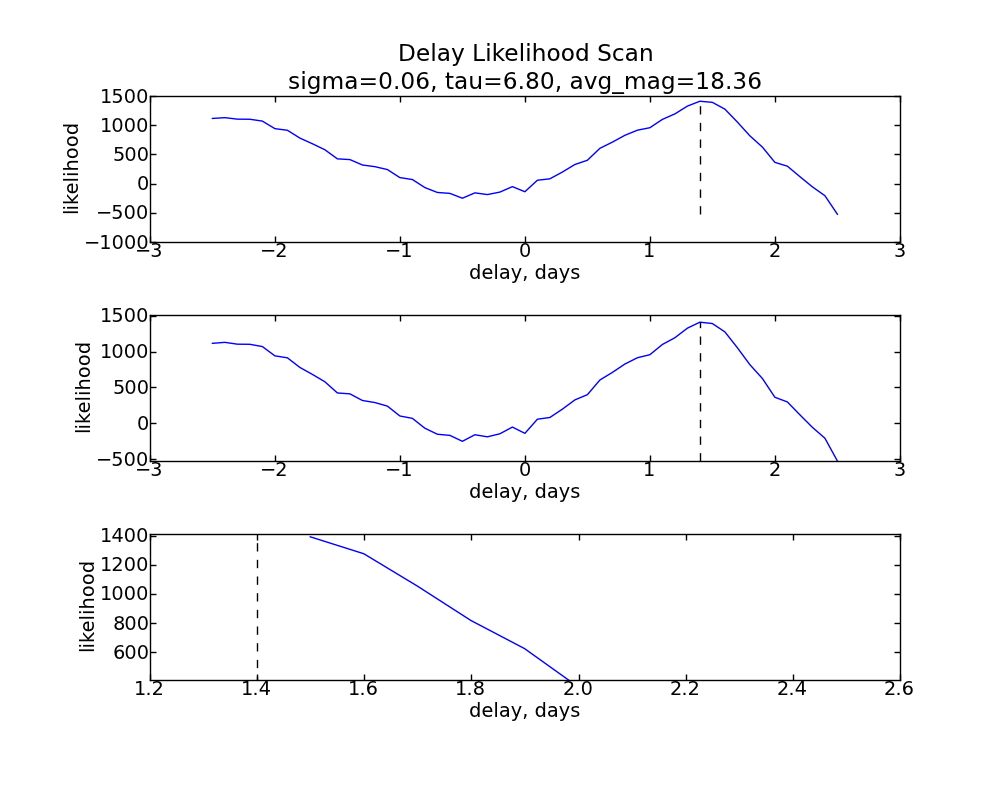 Delay Likelihood Scan
sigma=0.06, tau=6.80, avg_mag=18.36
1500
1000
500
0
−500
−1000
likelihood
−3 −2 −1 0 1 2 3
delay, days
1500
1000
500
0
−500
likelihood
−3 −2 −1 0 1 2 3
delay, days
1400
1200
1000
800
600
likelihood
1.2 1.4 1.6 1.8 2.0 2.2 2.4 2.6
delay, days